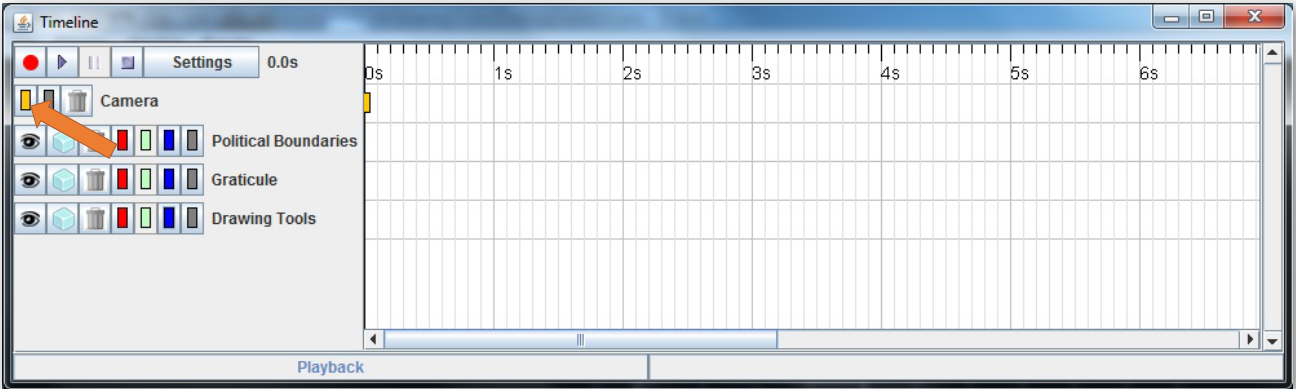 Timeline
Settings 0.0s
0s 1s 2s 3s 4s 5s 6s
Camera
Political Boundaries
Graticule
Drawing Tools
Playback